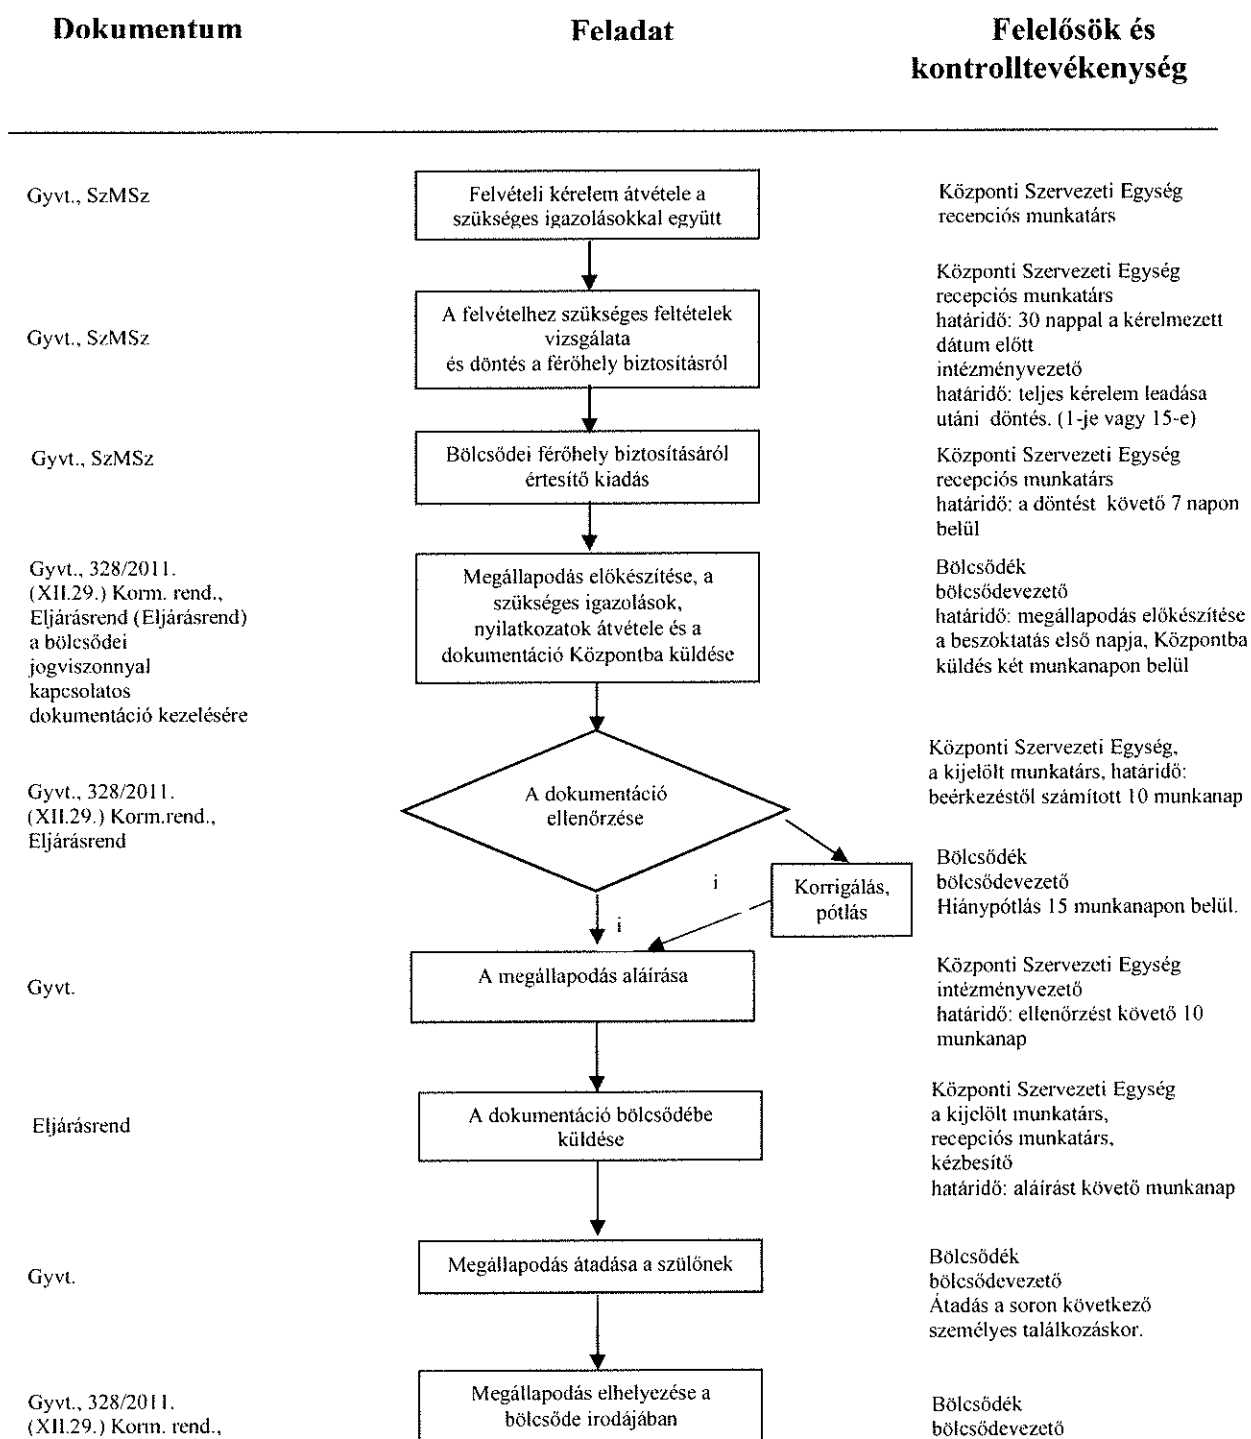 Dokumentum
Feladat
Felelősök és
kontrolltevékenység
Gyvt., SzMSz
Felvételi kérelem átvétele a
szükséges igazolásokkal együtt
Központi Szervezeti Egység
recenciós munkatárs
Gyvt., SzMSz
A felvételhez szükséges feltételek
vizsgálata
és döntés a férőhely biztosításról
Központi Szervezeti Egység
recepciós munkatárs
határidő: 30 nappal a kérelmezett
dátum előtt
intézményvezető
határidő: teljes kérelem leadása
utáni döntés. (1-je vagy 15-e)
Gyvt., SzMSz
Bölcsődei férőhely biztosításáról
értesítő kiadás
Központi Szervezeti Egység
recepciós munkatárs
határidő: a döntést követő 7 napon
belül
Gyvt., 328/2011.
(XII.29.) Korm. rend.,
Eljárásrend (Eljárásrend)
a bölcsődei
jogviszonnyal
kapcsolatos
dokumentáció kezelésére
Megállapodás előkészítése, a
szükséges igazolások,
nyilatkozatok átvétele és a
dokumentáció Központba küldése
Bölcsődék
bölcsődevezető
határidő: megállapodás előkészítése
a beszoktatás első napja, Központba
küldés két munkanapon belül
Gyvt., 328/2011.
(XII.29.) Korm.rend.,
Eljárásrend
A dokumentáció
ellenőrzése
Központi Szervezeti Egység,
a kijelölt munkatárs, határidő:
beérkezéstől számított 10 munkanap
i
Korrigálás,
pótlás
Bölcsődék
bölcsődevezető
Hiánypótlás 15 munkanapon belül.
i
Gyvt.
A megállapodás aláírása
Központi Szervezeti Egység
intézményvezető
határidő: ellenőrzést követő 10
munkanap
Eljárásrend
A dokumentáció bölcsődébe
küldése
Központi Szervezeti Egység
a kijelölt munkatárs,
recepciós munkatárs,
kézbesítő
határidő: aláírást követő munkanap
Gyvt.
Megállapodás átadása a szülőnek
Bölcsődék
bölcsődevezető
Átadás a soron következő
személyes találkozáskor.
Gyvt., 328/2011.
(XII.29.) Korm. rend.,
Megállapodás elhelyezése a
bölcsőde irodájában
Bölcsődék
bölcsődevezető